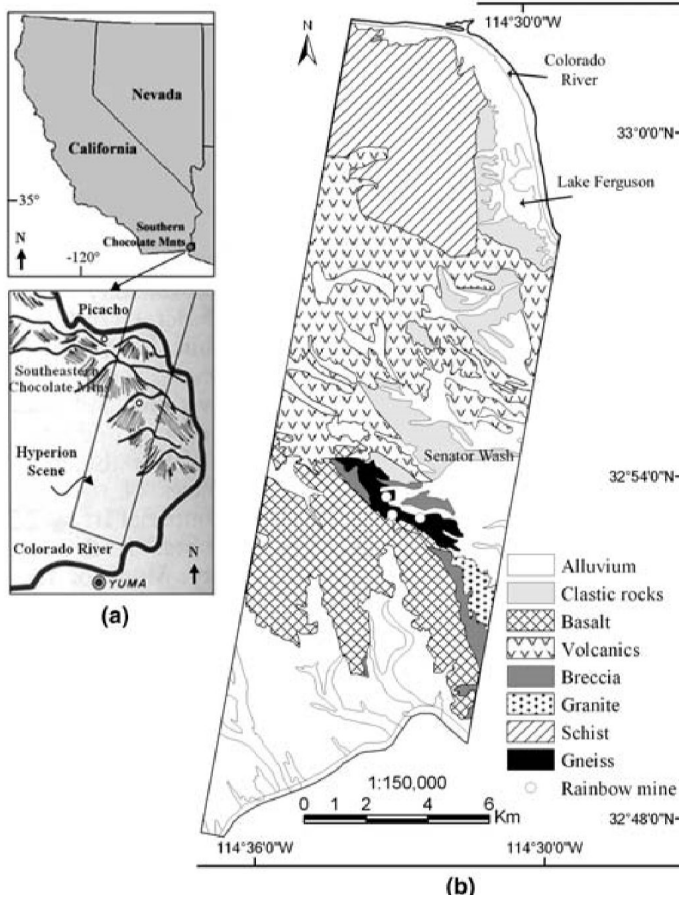 Nevada
California
35°
Southern
Chocolate Mnts
N
-120°
Picacho
Southeastern
Chocolate Mtns
Hyperion
Scene
Colorado River
N
YUMA
(a)
114°30'0"W
N
Colorado
River
33°0'0"N
Lake Ferguson
Senator Wash
32°54'0"N
Alluvium
Clastic rocks
Basalt
Volcanics
Breccia
Granite
Schist
Gneiss
Rainbow mine
1:150,000
0 1 2 4 6
Km
32°48'0"N
114°36'0"W
114°30'0"W
(b)